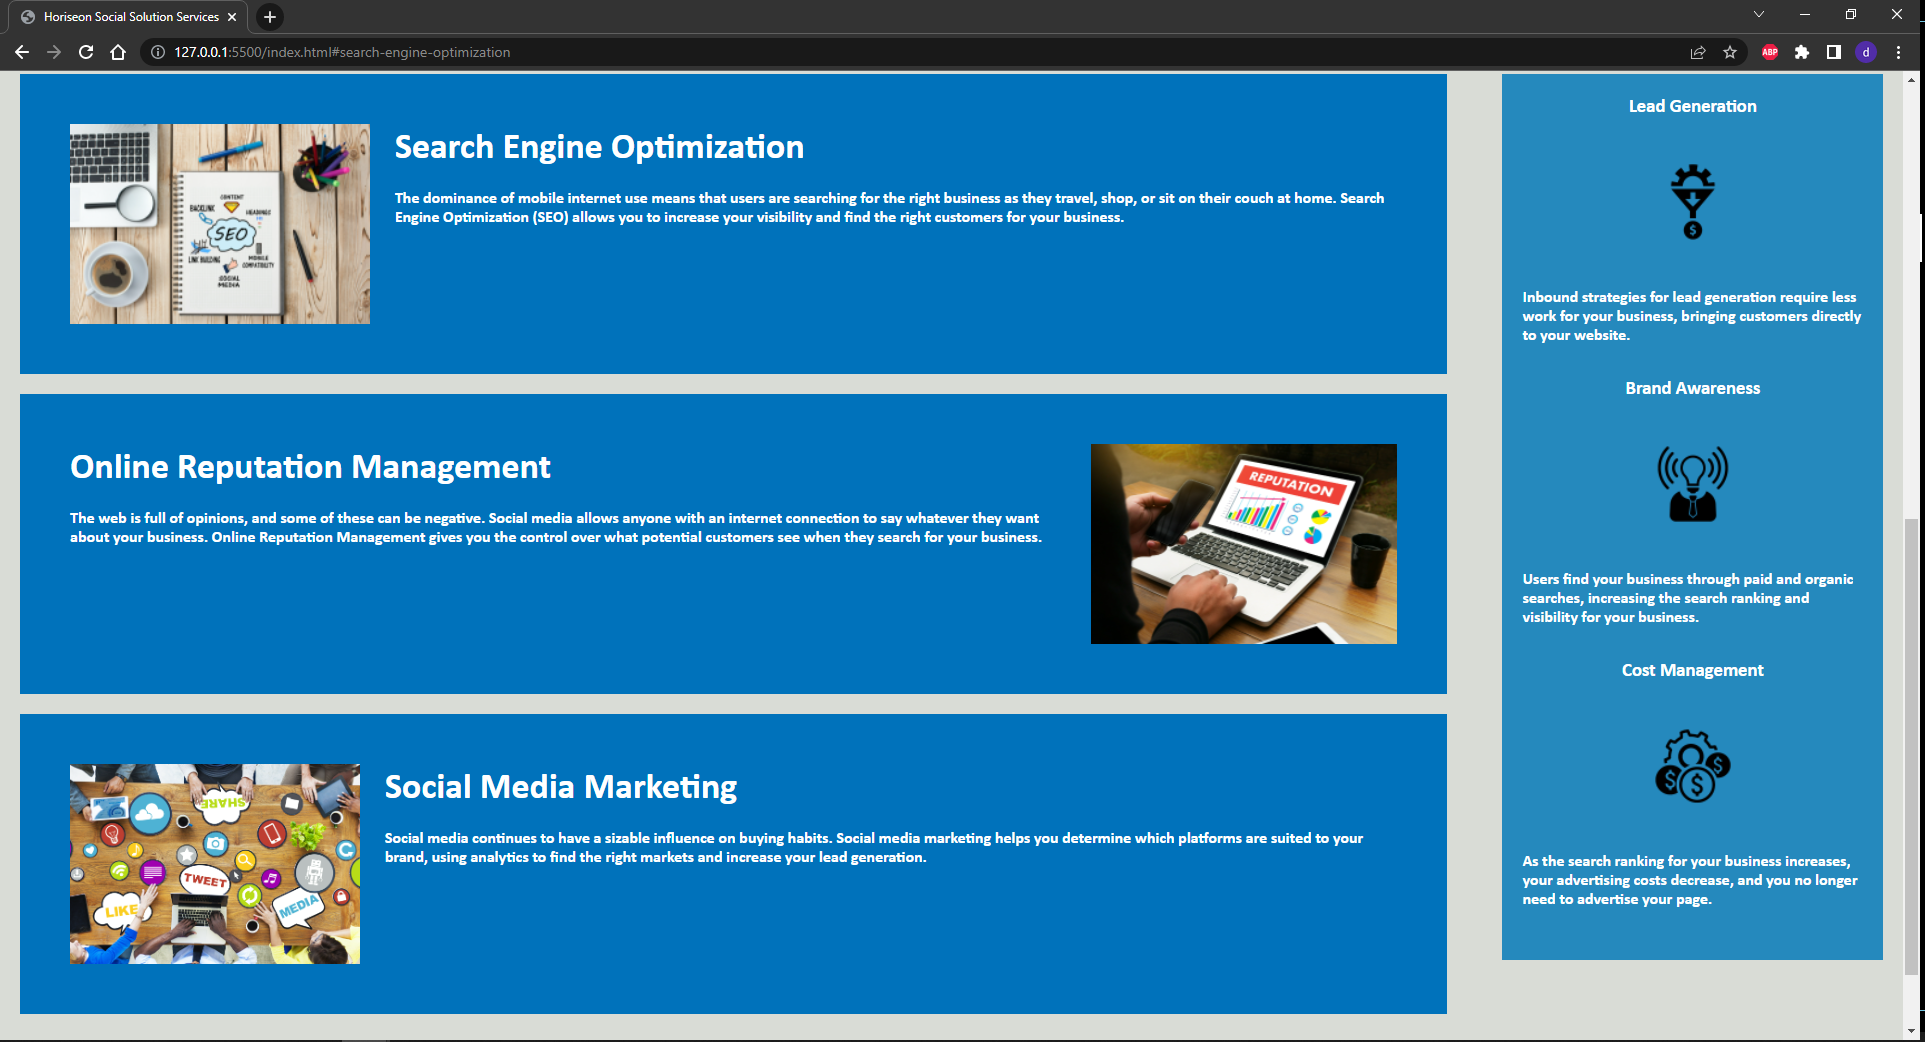 Horiseon Social Solution Services
127.0.0.1:5500/index.html#search-engine-optimization
ABP
d
CONTENT
BACKLINK
HEADINGS
SEO
LINK BUILDING
MOBILE
COMPATIBILITY
SOCIAL
MEDIA
Search Engine Optimization
The dominance of mobile internet use means that users are searching for the right business as they travel, shop, or sit on their couch at home. Search
Engine Optimization (SEO) allows you to increase your visibility and find the right customers for your business.
Online Reputation Management
The web is full of opinions, and some of these can be negative. Social media allows anyone with an internet connection to say whatever they want
about your business. Online Reputation Management gives you the control over what potential customers see when they search for your business.
REPUTATION
SHARE
TWEET
LIKE
MEDIA
Social Media Marketing
Social media continues to have a sizable influence on buying habits. Social media marketing helps you determine which platforms are suited to your
brand, using analytics to find the right markets and increase your lead generation.
Lead Generation
$
Inbound strategies for lead generation require less
work for your business, bringing customers directly
to your website.
Brand Awareness
Users find your business through paid and organic
searches, increasing the search ranking and
visibility for your business.
Cost Management
$ $ $
As the search ranking for your business increases,
your advertising costs decrease, and you no longer
need to advertise your page.